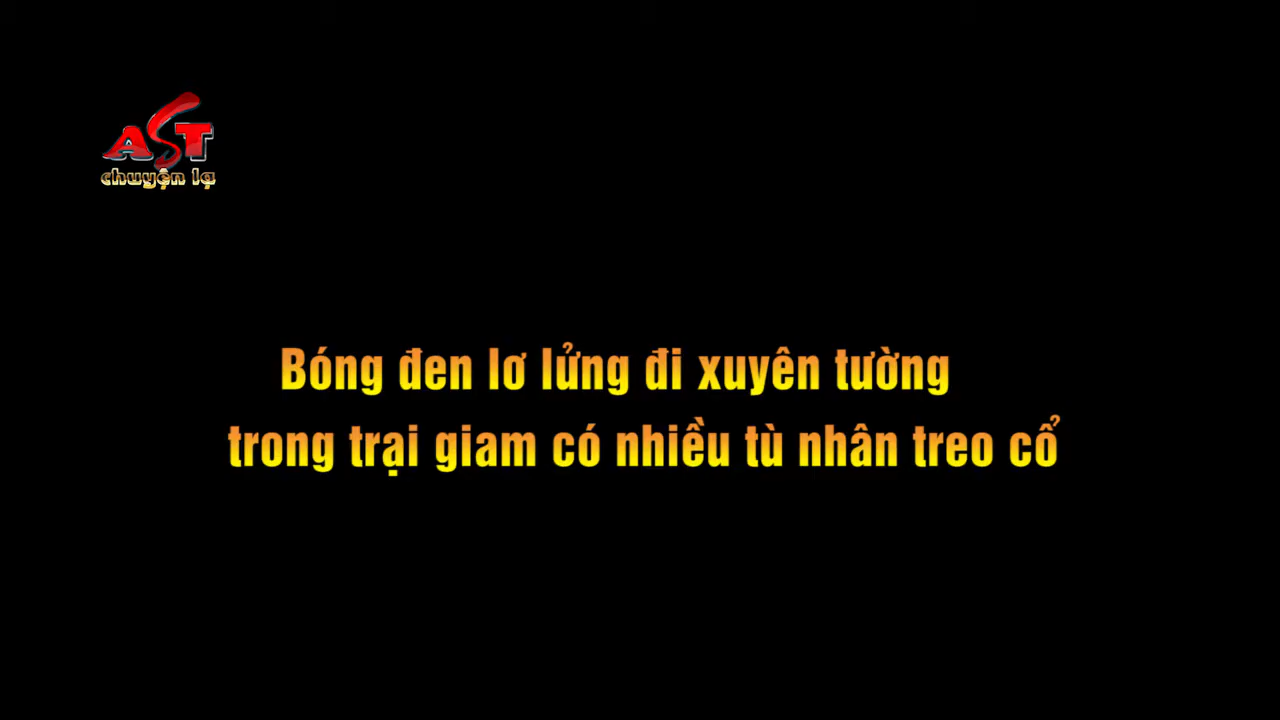 AST
chuyện lạ
Bóng đen lơ lửng đi xuyên tường
trong trại giam có nhiều tù nhân treo cổ